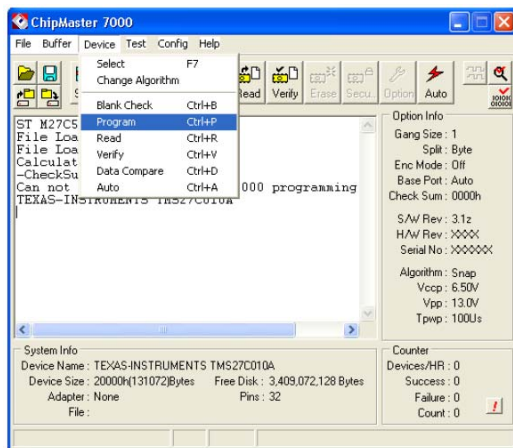 ChipMaster 7000
File Buffer Device Test Config Help
Select F7
Change Algorithm
Blank Check Ctrl+B
Program Ctrl+P
Read Ctrl+R
Verify Ctrl+V
Data Compare Ctrl+D
Auto Ctrl+A
Read Verify Erase Secu.. Option Auto
ST M27C5
File Loa
File Loa
Calculat
-CheckSu
Can not 000 programming
TEXAS-INSTRUMENTS TMS27C010A
Option Info
Gang Size : 1
Split : Byte
Enc Mode : Off
Base Port : Auto
Check Sum : 0000h
S/W Rev : 3.1z
H/W Rev : XXXX
Serial No : XXXXXX
Algorithm : Snap
Vccp : 6.50V
Vpp : 13.0V
Tpwp : 100Us
System Info
Device Name : TEXAS-INSTRUMENTS TMS27C010A
Device Size : 20000h(131072)Bytes Free Disk : 3,409,072,128 Bytes
Adapter : None Pins : 32
File :
Counter
Devices/HR : 0
Success : 0
Failure : 0
Count : 0